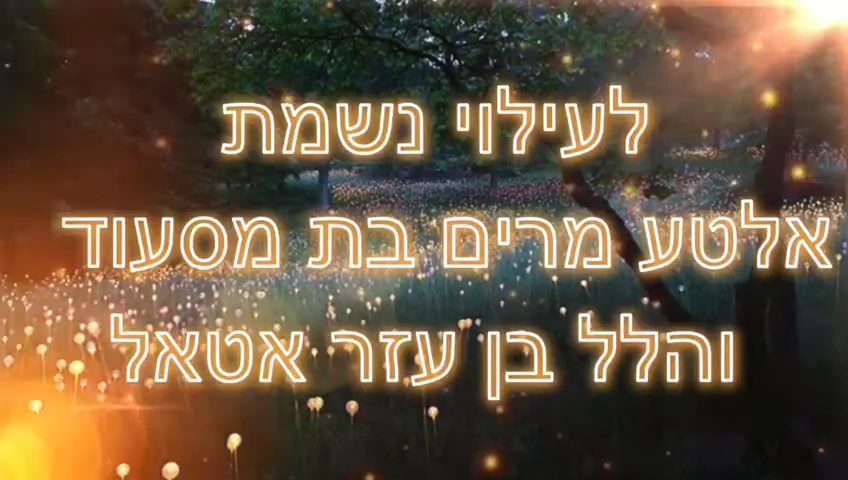 לעילוי נשמת
אלטע מרים בת מסעוד
והלל בן עזר אטאל